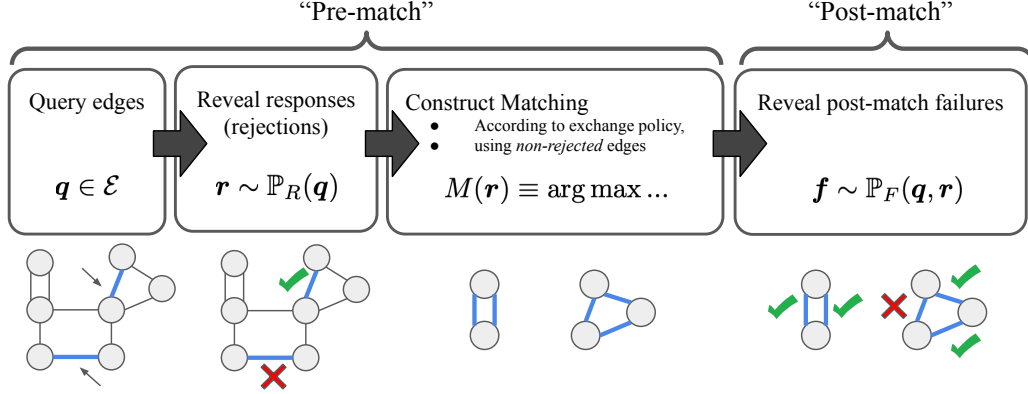 “Pre-match”
“Post-match”
Query edges
𝒒 ∈ ℰ
Reveal responses
(rejections)
𝒓 ∼ ℙ_R(𝒒)
Construct Matching
● According to exchange policy,
● using non-rejected edges
M(𝒓) ≡ arg max ...
Reveal post-match failures
𝒇 ∼ ℙ_F(𝒒, 𝒓)